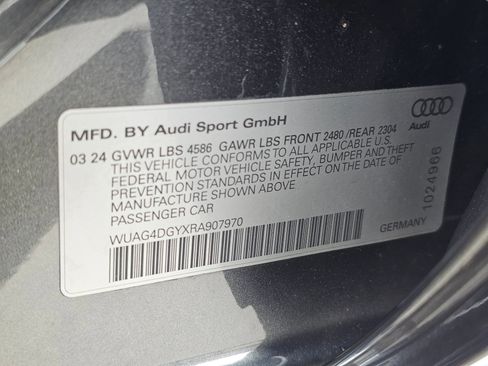 MFD. BY Audi Sport GmbH
Audi
03 24 GVWR LBS 4586 GAWR LBS FRONT 2480 /REAR 2304
THIS VEHICLE CONFORMS TO ALL APPLICABLE U.S.
FEDERAL MOTOR VEHICLE SAFETY, BUMPER AND THEFT
PREVENTION STANDARDS IN EFFECT ON THE DATE OF
MANUFACTURE SHOWN ABOVE
PASSENGER CAR
WUAG4DGYXRA907970
GERMANY
1024966